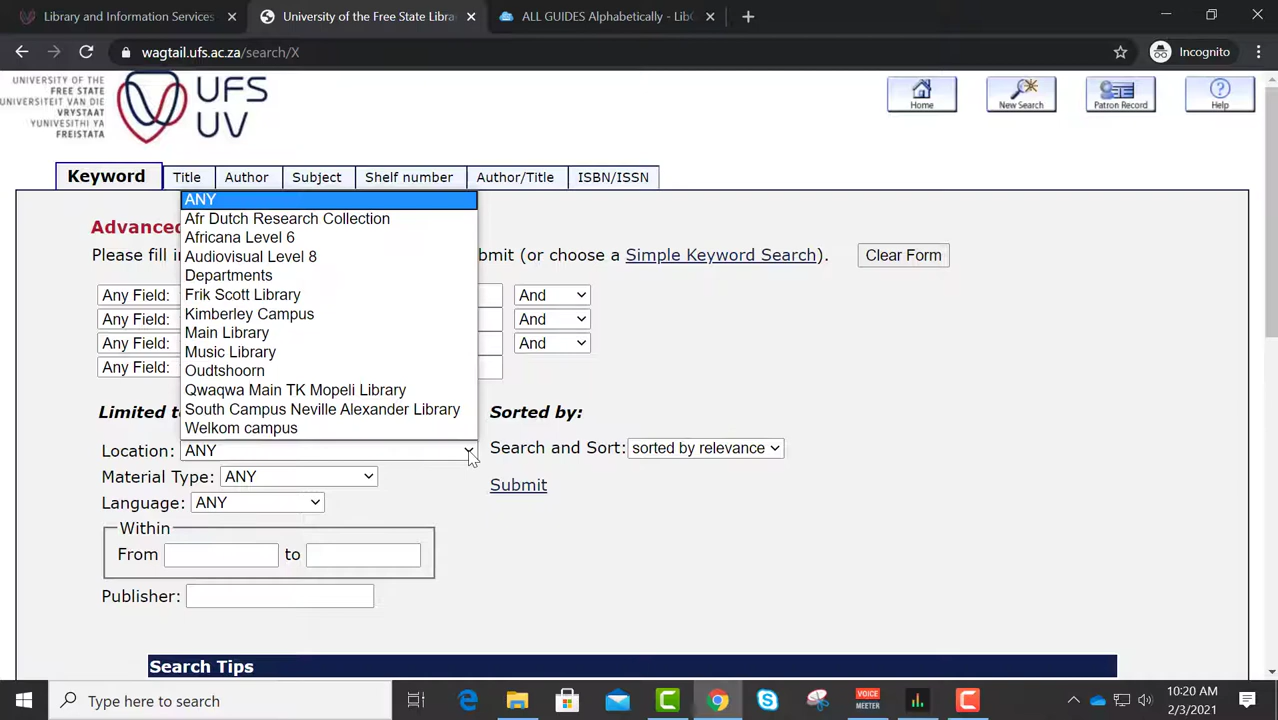 Library and Information Services
University of the Free State Libra
ALL GUIDES Alphabetically - Lib
wagtail.ufs.ac.za/search/X
Incognito
UNIVERSITY OF THE
FREE STATE
UNIVERSITEIT VAN DIE
VRYSTAAT
YUNIVESITHI YA
FREISTATA
UFS
UV
Home
New Search
Patron Record
Help
Keyword Title Author Subject Shelf number Author/Title ISBN/ISSN
Advanced
Please fill in
bmit (or choose a Simple Keyword Search). Clear Form
ANY
Afr Dutch Research Collection
Africana Level 6
Audiovisual Level 8
Departments
Frik Scott Library
Kimberley Campus
Main Library
Music Library
Oudtshoorn
Qwaqwa Main TK Mopeli Library
South Campus Neville Alexander Library
Welkom campus
Any Field: And
Any Field: And
Any Field: And
Any Field:
Limited t
Sorted by:
Location: ANY
Search and Sort: sorted by relevance
Material Type: ANY
Submit
Language: ANY
Within
From to
Publisher:
Search Tips
Type here to search
VOICE
MEETER
10:20 AM
2/3/2021